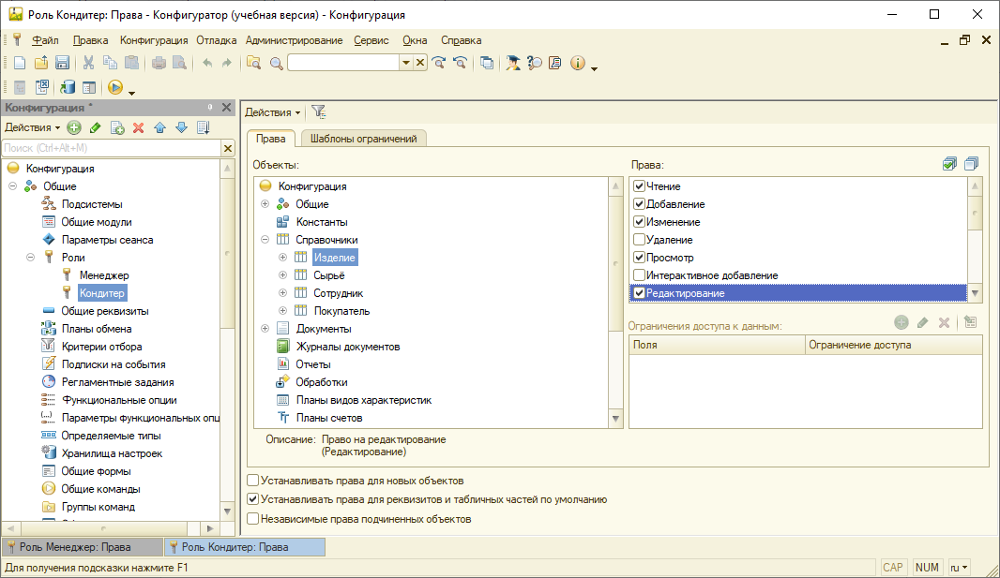 Роль Кондитер: Права - Конфигуратор (учебная версия) - Конфигурация
Файл Правка Конфигурация Отладка Администрирование Сервис Окна Справка
Конфигурация *
Действия
Поиск (Ctrl+Alt+M)
Конфигурация
Общие
Подсистемы
Общие модули
Параметры сеанса
Роли
Менеджер
Кондитер
Общие реквизиты
Планы обмена
Критерии отбора
Подписки на события
Регламентные задания
Функциональные опции
Параметры функциональных опц
Определяемые типы
Хранилища настроек
Общие формы
Общие команды
Группы команд
Действия
Права Шаблоны ограничений
Объекты:
Конфигурация
Общие
Константы
Справочники
Изделие
Сырьё
Сотрудник
Покупатель
Документы
Журналы документов
Отчеты
Обработки
Планы видов характеристик
Планы счетов
Права:
Чтение
Добавление
Изменение
Удаление
Просмотр
Интерактивное добавление
Редактирование
Ограничения доступа к данным:
Поля Ограничение доступа
Описание: Право на редактирование
(Редактирование)
Устанавливать права для новых объектов
Устанавливать права для реквизитов и табличных частей по умолчанию
Независимые права подчиненных объектов
Роль Менеджер: Права Роль Кондитер: Права
Для получения подсказки нажмите F1 CAP NUM ru